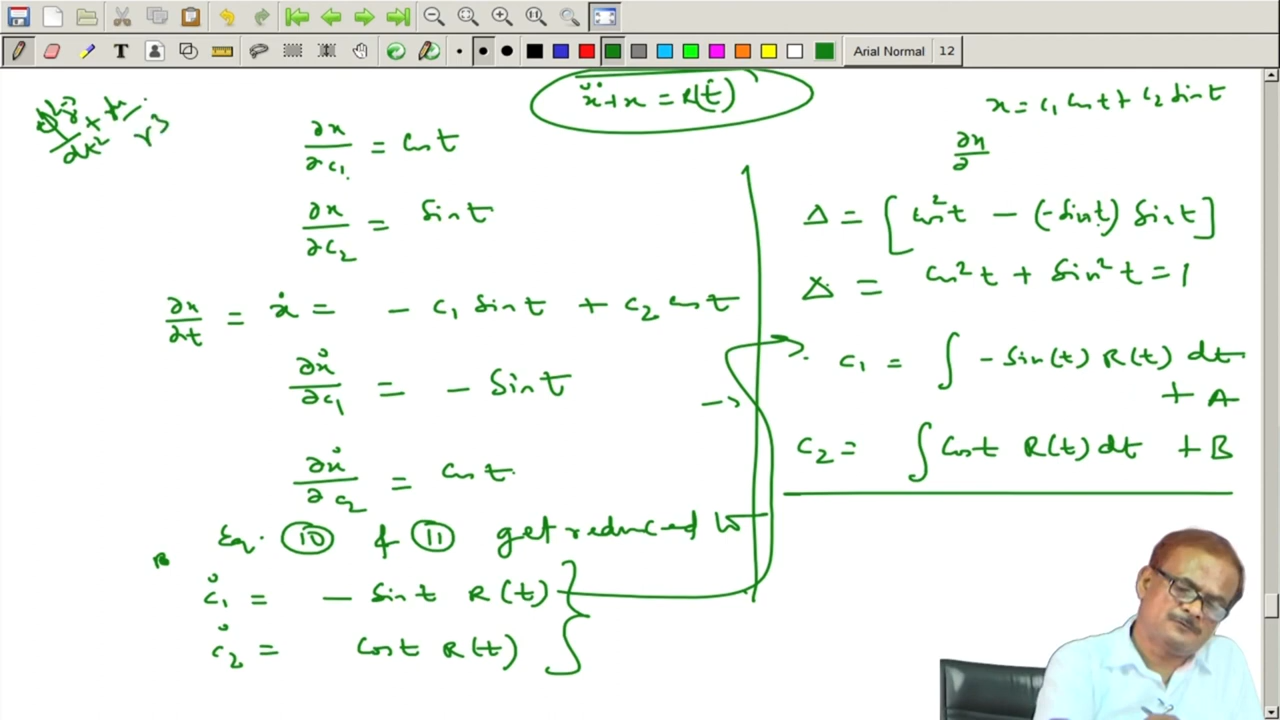 Arial Normal 12
ẍ + x = R(t)
x = c₁ cos t + c₂ sin t
∂x/∂
∂x/∂c₁ = cos t
∂x/∂c₂ = sin t
∂x/∂t = ẋ = - c₁ sin t + c₂ cos t
∂ẋ/∂c₁ = - sin t
∂ẋ/∂c₂ = cos t
Eq. ⑩ & ⑪ get reduced to
ċ₁ = - sin t R(t)
ċ₂ = cos t R(t)
Δ = [cos²t - (-sin t) sin t]
Δ = cos²t + sin²t = 1
c₁ = ∫ - sin(t) R(t) dt + A
c₂ = ∫ cos t R(t) dt + B